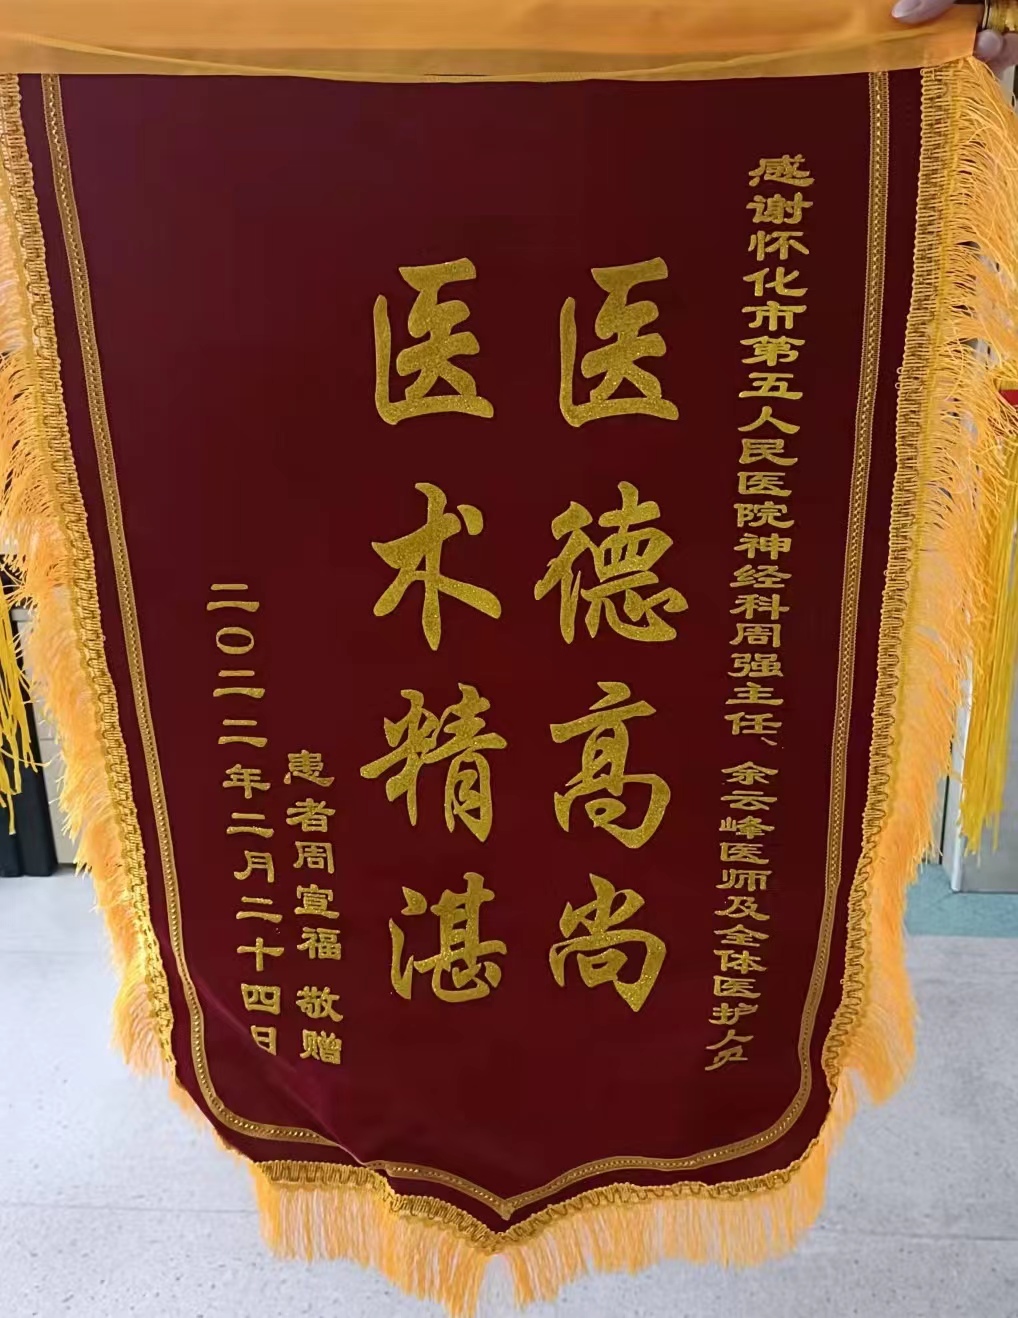 感谢怀化市第五人民医院神经科周强主任、余云峰医师及全体医护人员
医德高尚
医术精湛
患者周宣福 敬赠
二〇二二年二月二十四日